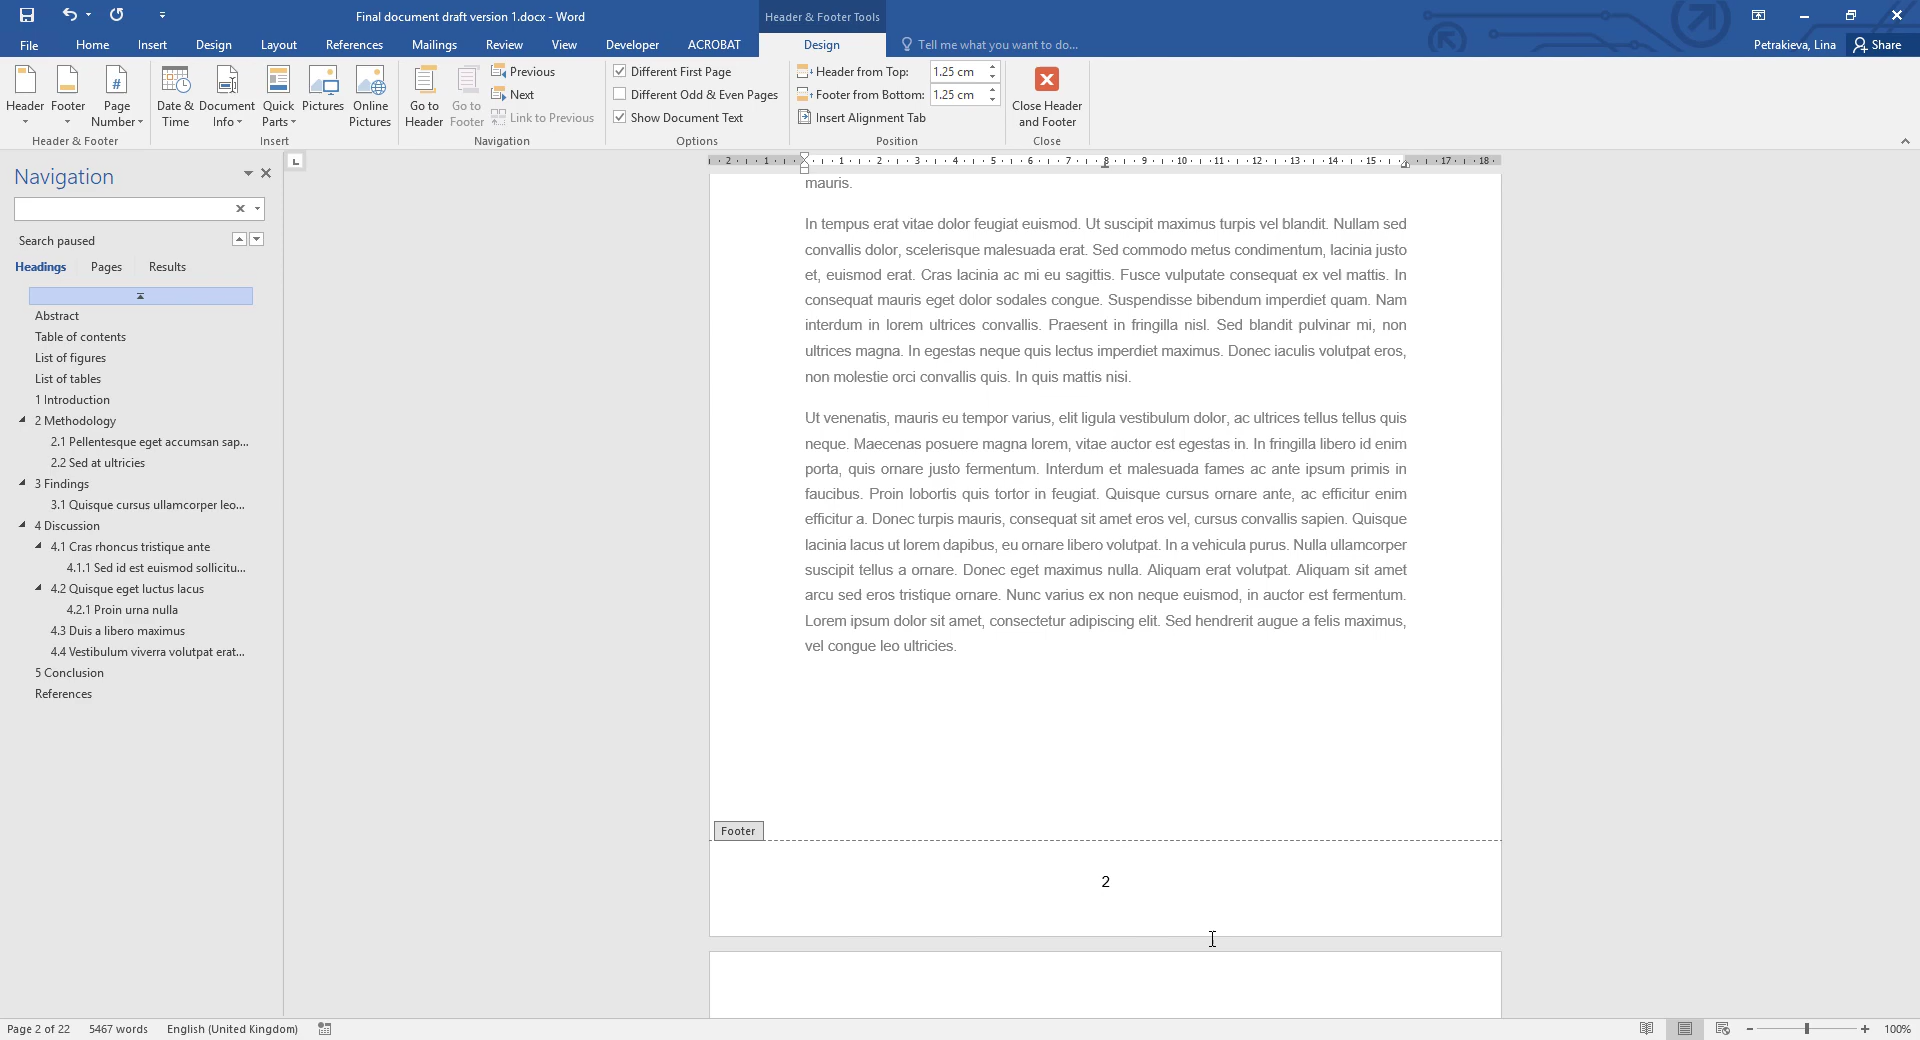 Final document draft version 1.docx - Word
Header & Footer Tools
File Home Insert Design Layout References Mailings Review View Developer ACROBAT Design Tell me what you want to do... Petrakieva, Lina Share
Header Footer Page Number
Header & Footer
Date & Time Document Info Quick Parts Pictures Online Pictures
Insert
Go to Header Go to Footer
Previous
Next
Link to Previous
Navigation
Different First Page
Different Odd & Even Pages
Show Document Text
Options
Header from Top: 1.25 cm
Footer from Bottom: 1.25 cm
Insert Alignment Tab
Position
Close Header and Footer
Close
2 1 1 2 3 4 5 6 7 8 9 10 11 12 13 14 15 17 18
Navigation
Search paused
Headings Pages Results
Abstract
Table of contents
List of figures
List of tables
1 Introduction
2 Methodology
2.1 Pellentesque eget accumsan sap...
2.2 Sed at ultricies
3 Findings
3.1 Quisque cursus ullamcorper leo...
4 Discussion
4.1 Cras rhoncus tristique ante
4.1.1 Sed id est euismod sollicitu...
4.2 Quisque eget luctus lacus
4.2.1 Proin urna nulla
4.3 Duis a libero maximus
4.4 Vestibulum viverra volutpat erat...
5 Conclusion
References
mauris.
In tempus erat vitae dolor feugiat euismod. Ut suscipit maximus turpis vel blandit. Nullam sed
convallis dolor, scelerisque malesuada erat. Sed commodo metus condimentum, lacinia justo
et, euismod erat. Cras lacinia ac mi eu sagittis. Fusce vulputate consequat ex vel mattis. In
consequat mauris eget dolor sodales congue. Suspendisse bibendum imperdiet quam. Nam
interdum in lorem ultrices convallis. Praesent in fringilla nisl. Sed blandit pulvinar mi, non
ultrices magna. In egestas neque quis lectus imperdiet maximus. Donec iaculis volutpat eros,
non molestie orci convallis quis. In quis mattis nisi.
Ut venenatis, mauris eu tempor varius, elit ligula vestibulum dolor, ac ultrices tellus tellus quis
neque. Maecenas posuere magna lorem, vitae auctor est egestas in. In fringilla libero id enim
porta, quis ornare justo fermentum. Interdum et malesuada fames ac ante ipsum primis in
faucibus. Proin lobortis quis tortor in feugiat. Quisque cursus ornare ante, ac efficitur enim
efficitur a. Donec turpis mauris, consequat sit amet eros vel, cursus convallis sapien. Quisque
lacinia lacus ut lorem dapibus, eu ornare libero volutpat. In a vehicula purus. Nulla ullamcorper
suscipit tellus a ornare. Donec eget maximus nulla. Aliquam erat volutpat. Aliquam sit amet
arcu sed eros tristique ornare. Nunc varius ex non neque euismod, in auctor est fermentum.
Lorem ipsum dolor sit amet, consectetur adipiscing elit. Sed hendrerit augue a felis maximus,
vel congue leo ultricies.
Footer
2
Page 2 of 22 5467 words English (United Kingdom) 100%